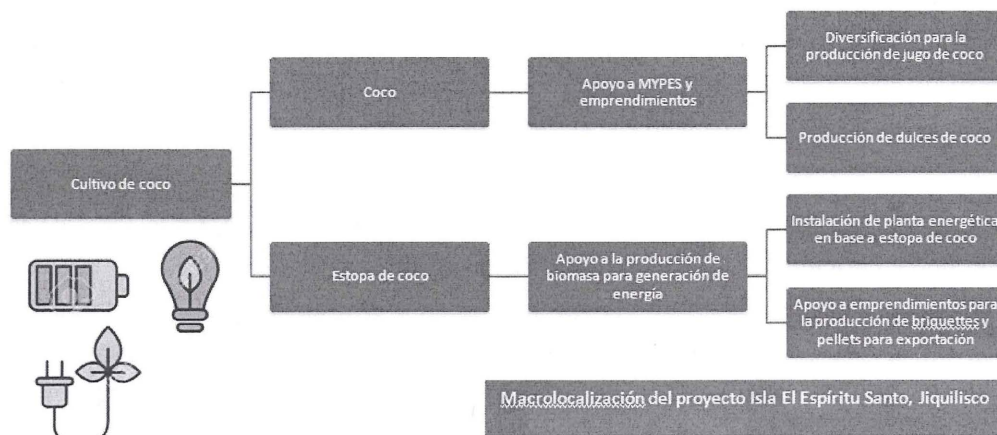 Cultivo de coco
Coco
Apoyo a MYPES y
emprendimientos
Diversificación para la
producción de jugo de coco
Producción de dulces de coco
Estopa de coco
Apoyo a la producción de
biomasa para generación de
energía
Instalación de planta energética
en base a estopa de coco
Apoyo a emprendimientos para
la producción de briquettes y
pellets para exportación
Macrolocalización del proyecto Isla El Espíritu Santo, Jiquilisco